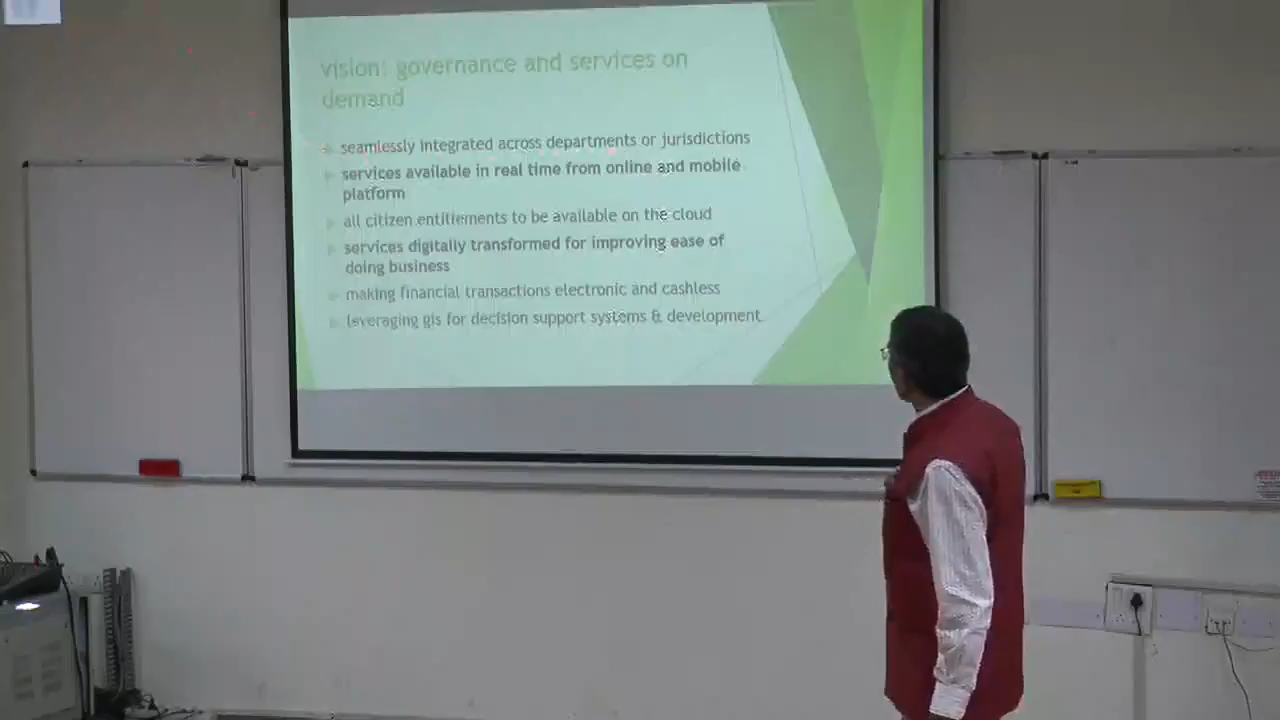 vision: governance and services on
demand
seamlessly integrated across departments or jurisdictions
services available in real time from online and mobile
platform
all citizen entitlements to be available on the cloud
services digitally transformed for improving ease of
doing business
making financial transactions electronic and cashless
leveraging gis for decision support systems & development